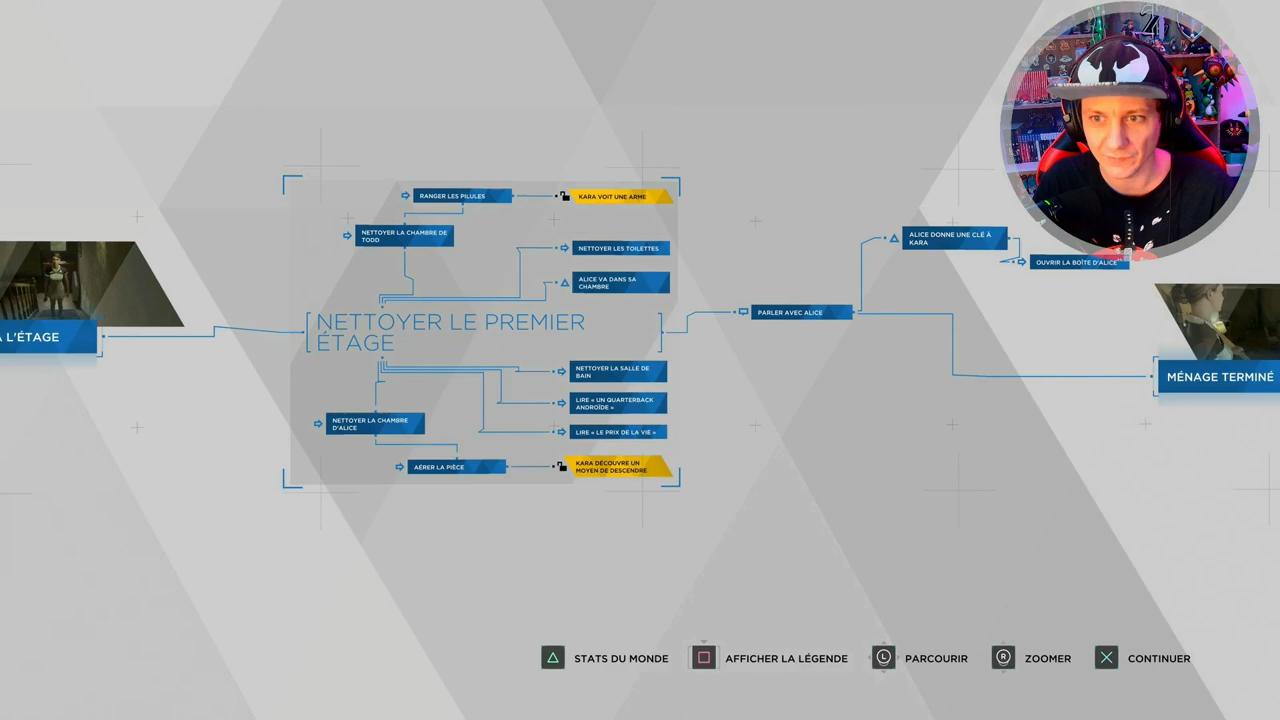 RANGER LES PILULES
KARA VOIT UNE ARME
NETTOYER LA CHAMBRE DE
TODD
NETTOYER LES TOILETTES
ALICE VA DANS SA
CHAMBRE
À L'ÉTAGE
NETTOYER LE PREMIER
ÉTAGE
NETTOYER LA SALLE DE
BAIN
LIRE « UN QUARTERBACK
ANDROÏDE »
LIRE « LE PRIX DE LA VIE »
NETTOYER LA CHAMBRE
D'ALICE
AÉRER LA PIÈCE
KARA DÉCOUVRE UN
MOYEN DE DESCENDRE
PARLER AVEC ALICE
ALICE DONNE UNE CLÉ À
KARA
OUVRIR LA BOÎTE D'ALICE
MÉNAGE TERMINÉ
STATS DU MONDE
AFFICHER LA LÉGENDE
L
PARCOURIR
R
ZOOMER
CONTINUER